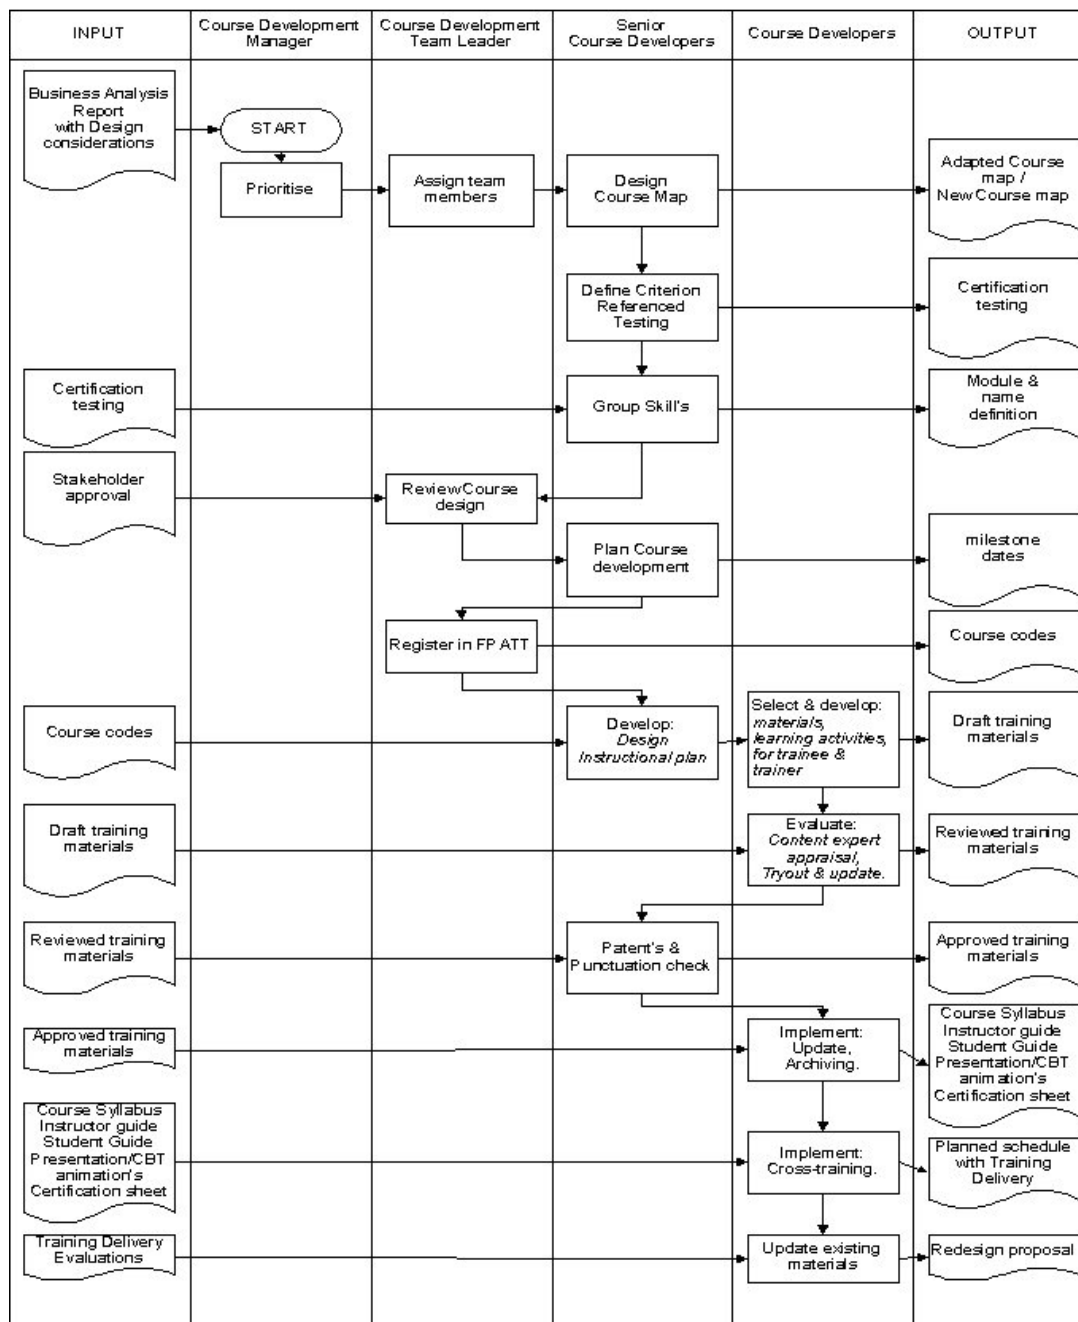 INPUT
Course Development
Manager
Course Development
Team Leader
Senior
Course Developers
Course Developers
OUTPUT
Business Analysis
Report
with Design
considerations
START
Prioritise
Assign team
members
Design
Course Map
Adapted Course
map /
New Course map
Define Criterion
Referenced
Testing
Certification
testing
Certification
testing
Group Skill's
Module &
name
definition
Stakeholder
approval
Review Course
design
Plan Course
development
milestone
dates
Register in FP ATT
Course codes
Course codes
Develop:
Design
Instructional plan
Select & develop:
materials,
learning activities,
for trainee &
trainer
Draft training
materials
Draft training
materials
Evaluate:
Content expert
appraisal,
Tryout & update.
Reviewed training
materials
Reviewed training
materials
Patent's &
Punctuation check
Approved training
materials
Approved training
materials
Implement:
Update,
Archiving.
Course Syllabus
Instructor guide
Student Guide
Presentation/CBT
animation's
Certification sheet
Course Syllabus
Instructor guide
Student Guide
Presentation/CBT
animation's
Certification sheet
Implement:
Cross-training.
Planned schedule
with Training
Delivery
Training Delivery
Evaluations
Update existing
materials
Redesign proposal